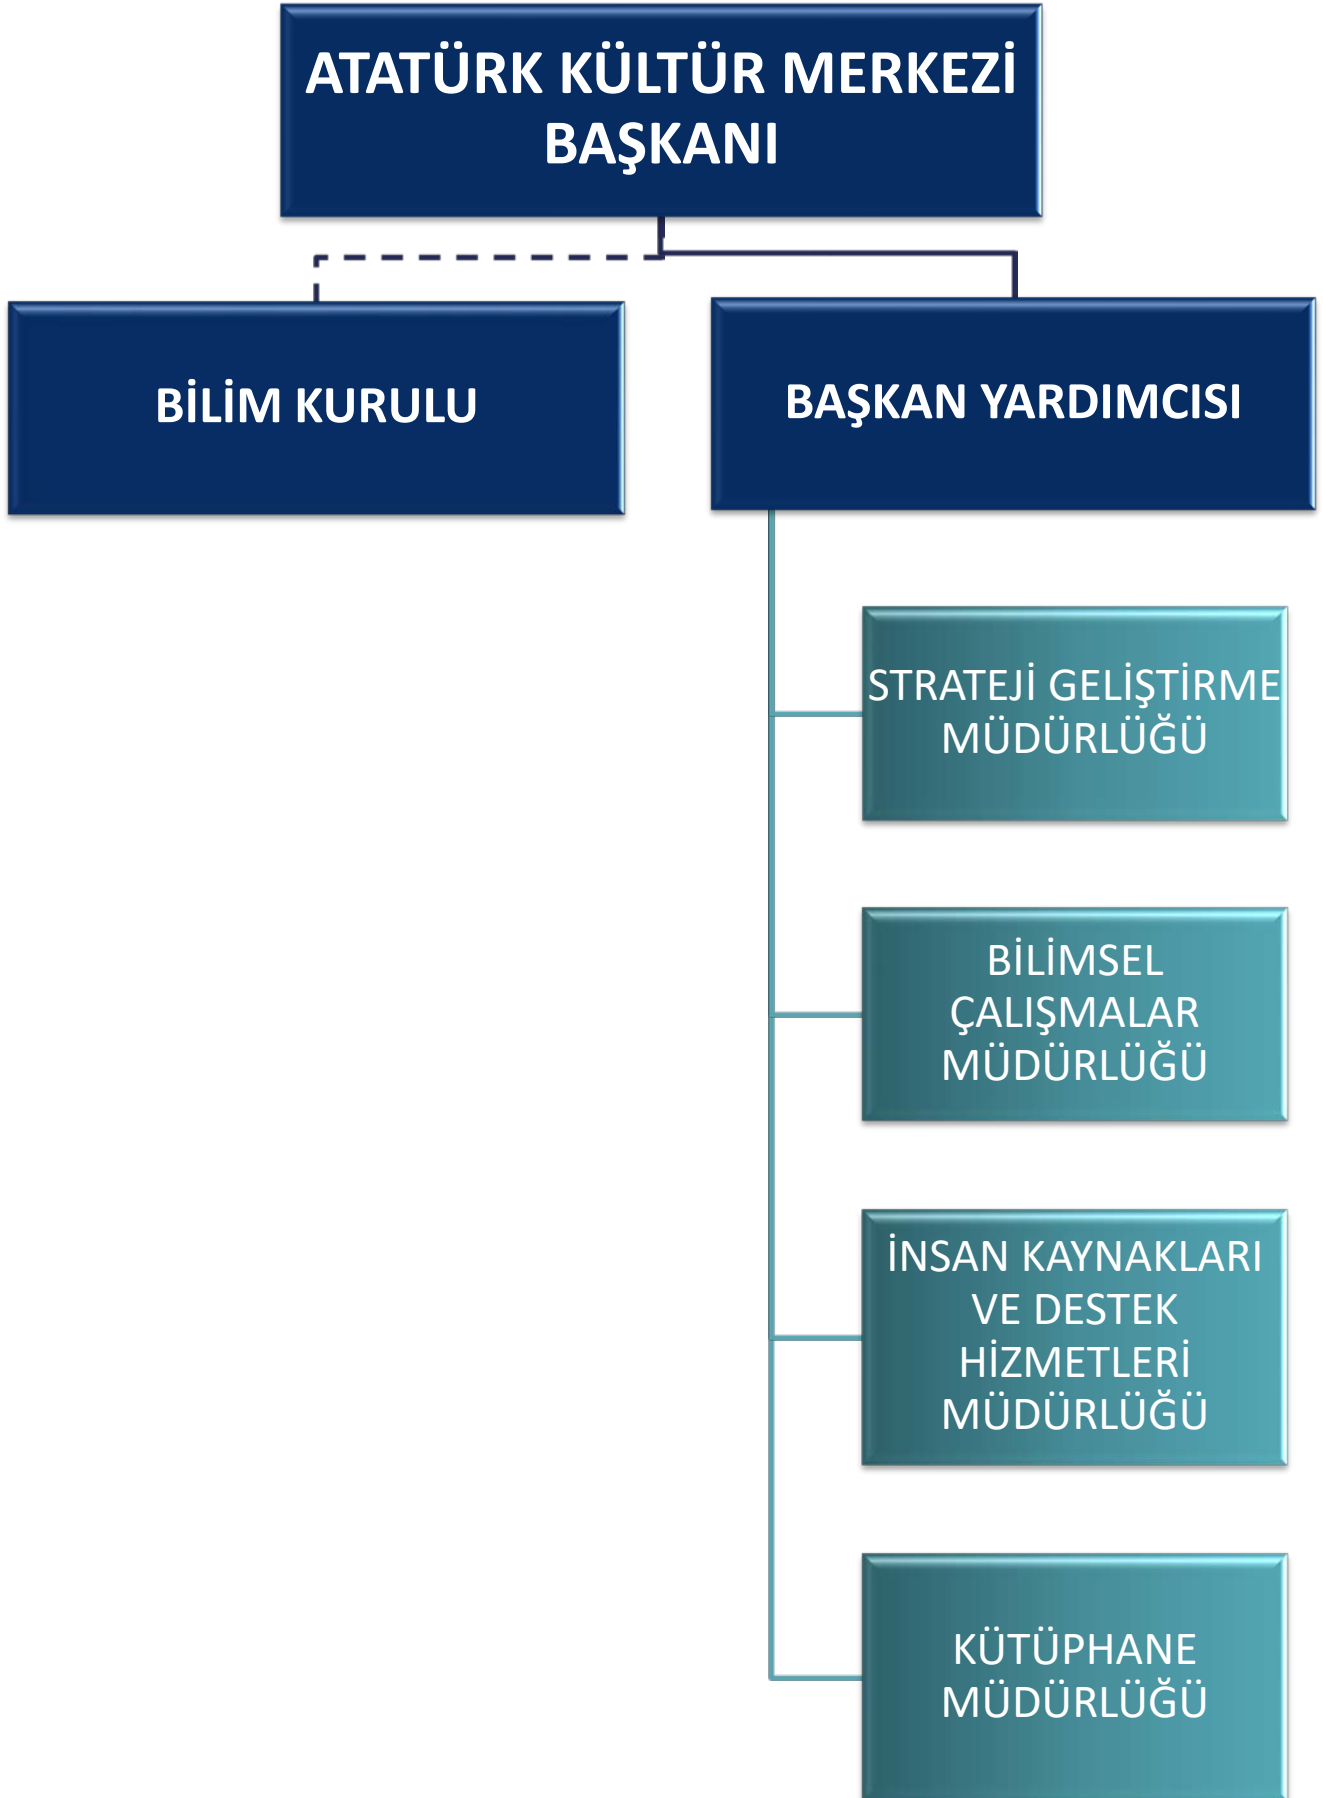 ATATÜRK KÜLTÜR MERKEZİ
BAŞKANI
BİLİM KURULU
BAŞKAN YARDIMCISI
STRATEJİ GELİŞTİRME
MÜDÜRLÜĞÜ
BİLİMSEL
ÇALIŞMALAR
MÜDÜRLÜĞÜ
İNSAN KAYNAKLARI
VE DESTEK
HİZMETLERİ
MÜDÜRLÜĞÜ
KÜTÜPHANE
MÜDÜRLÜĞÜ